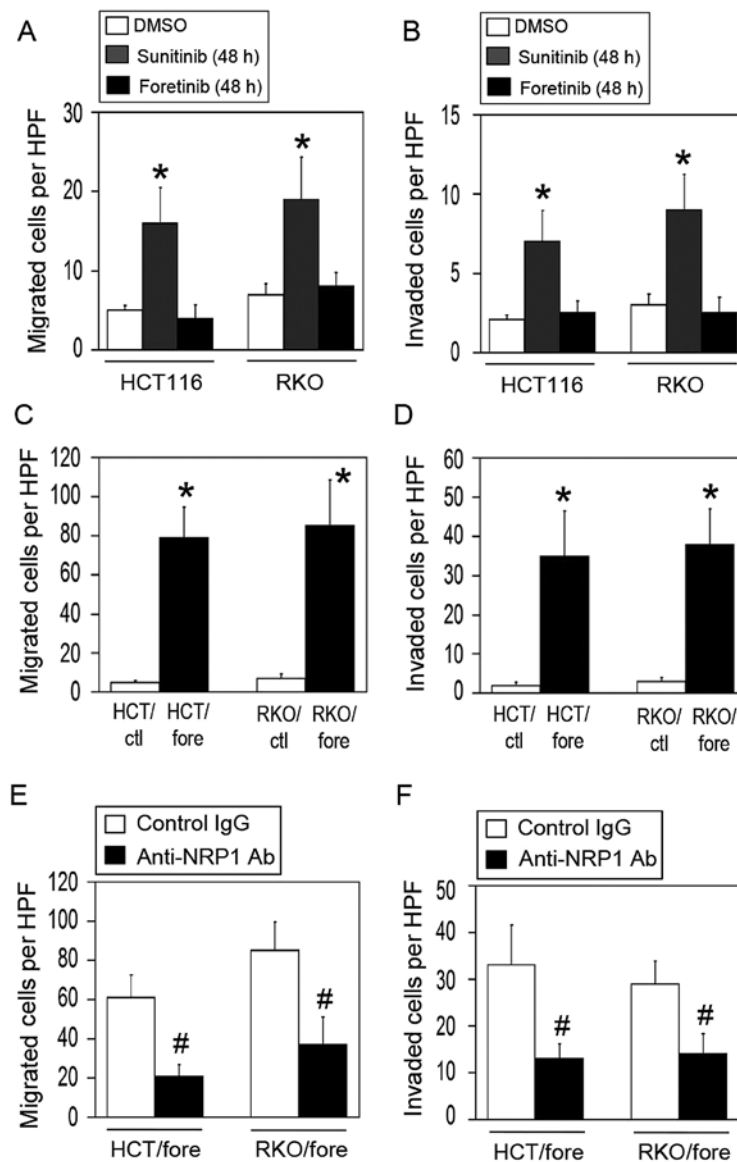 A
DMSO
Sunitinib (48 h)
Foretinib (48 h)
Migrated cells per HPF
30
20
10
0
*
*
HCT116
RKO
B
DMSO
Sunitinib (48 h)
Foretinib (48 h)
Invaded cells per HPF
15
10
5
0
*
*
HCT116
RKO
C
Migrated cells per HPF
120
100
80
60
40
20
0
*
*
HCT/ctl
HCT/fore
RKO/ctl
RKO/fore
D
Invaded cells per HPF
60
50
40
30
20
10
0
*
*
HCT/ctl
HCT/fore
RKO/ctl
RKO/fore
E
Control IgG
Anti-NRP1 Ab
Migrated cells per HPF
120
100
80
60
40
20
0
#
#
HCT/fore
RKO/fore
F
Control IgG
Anti-NRP1 Ab
Invaded cells per HPF
50
40
30
20
10
0
#
#
HCT/fore
RKO/fore